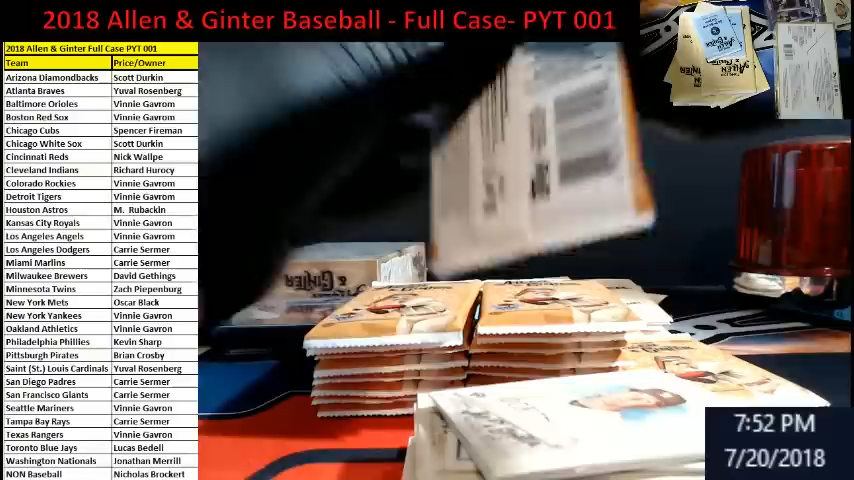 2018 Allen & Ginter Baseball - Full Case- PYT 001
2018 Allen & Ginter Full Case PYT 001
Team Price/Owner
Arizona Diamondbacks Scott Durkin
Atlanta Braves Yuval Rosenberg
Baltimore Orioles Vinnie Gavrom
Boston Red Sox Vinnie Gavrom
Chicago Cubs Spencer Fireman
Chicago White Sox Scott Durkin
Cincinnati Reds Nick Wallpe
Cleveland Indians Richard Hurocy
Colorado Rockies Vinnie Gavrom
Detroit Tigers Vinnie Gavrom
Houston Astros M. Rubackin
Kansas City Royals Vinnie Gavron
Los Angeles Angels Vinnie Gavrom
Los Angeles Dodgers Carrie Sermer
Miami Marlins Carrie Sermer
Milwaukee Brewers David Gethings
Minnesota Twins Zach Piepenburg
New York Mets Oscar Black
New York Yankees Vinnie Gavron
Oakland Athletics Vinnie Gavron
Philadelphia Phillies Kevin Sharp
Pittsburgh Pirates Brian Crosby
Saint (St.) Louis Cardinals Yuval Rosenberg
San Diego Padres Carrie Sermer
San Francisco Giants Carrie Sermer
Seattle Mariners Vinnie Gavron
Tampa Bay Rays Carrie Sermer
Texas Rangers Vinnie Gavron
Toronto Blue Jays Lucas Bedell
Washington Nationals Jonathan Merrill
NON Baseball Nicholas Brockert
& GINTER
7:52 PM
7/20/2018